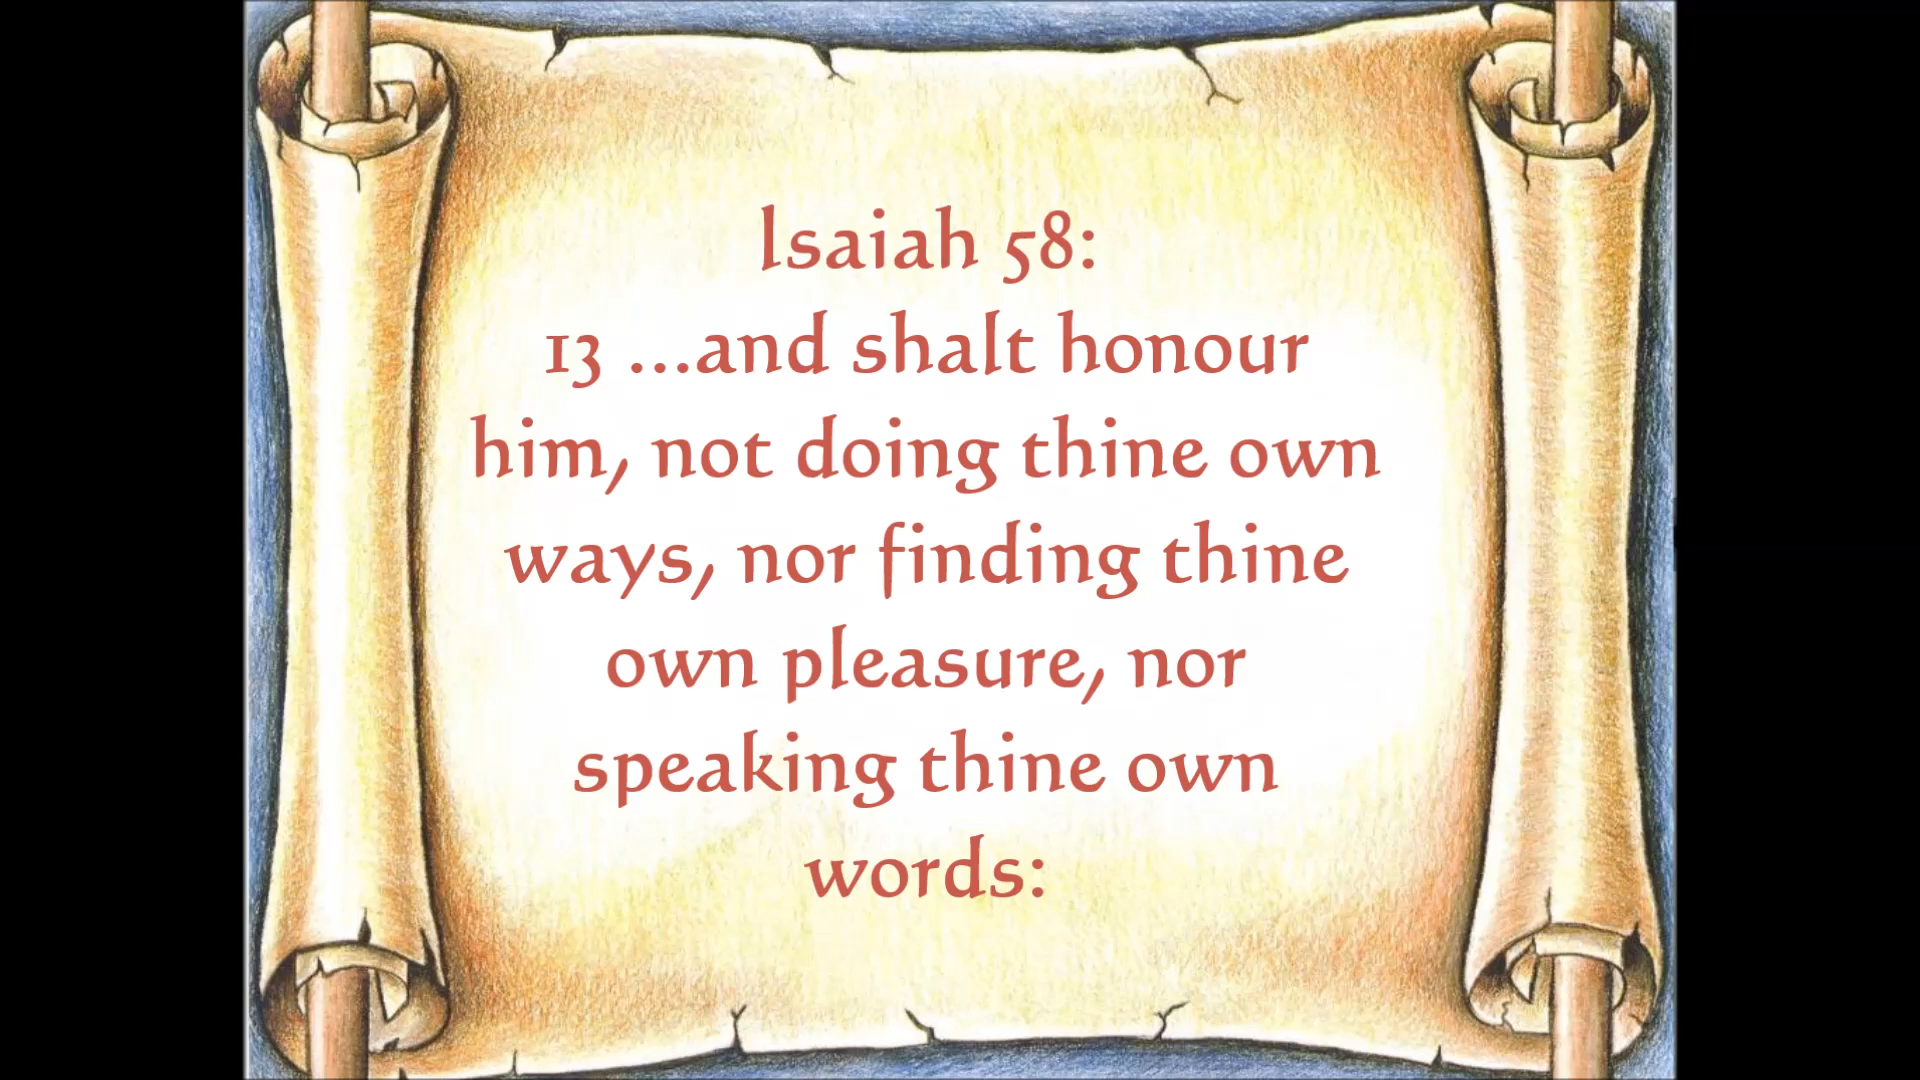 Isaiah 58:
13 ...and shalt honour
him, not doing thine own
ways, nor finding thine
own pleasure, nor
speaking thine own
words: